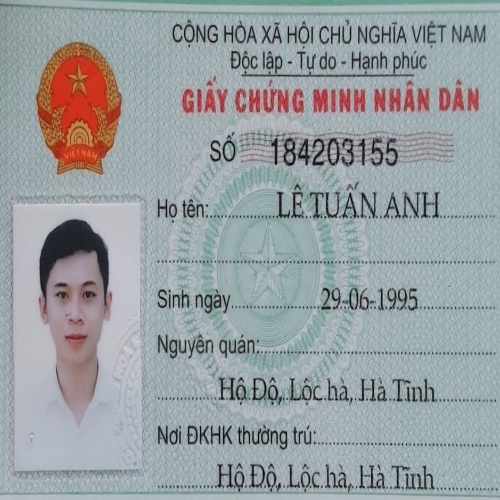 CỘNG HÒA XÃ HỘI CHỦ NGHĨA VIỆT NAM
Độc lập - Tự do - Hạnh phúc
GIẤY CHỨNG MINH NHÂN DÂN
SỐ 184203155
Họ tên: LÊ TUẤN ANH
Sinh ngày 29-06-1995
Nguyên quán:
Hộ Độ, Lộc hà, Hà Tĩnh
Nơi ĐKHK thường trú:
Hộ Độ, Lộc hà, Hà Tĩnh
VIỆT NAM